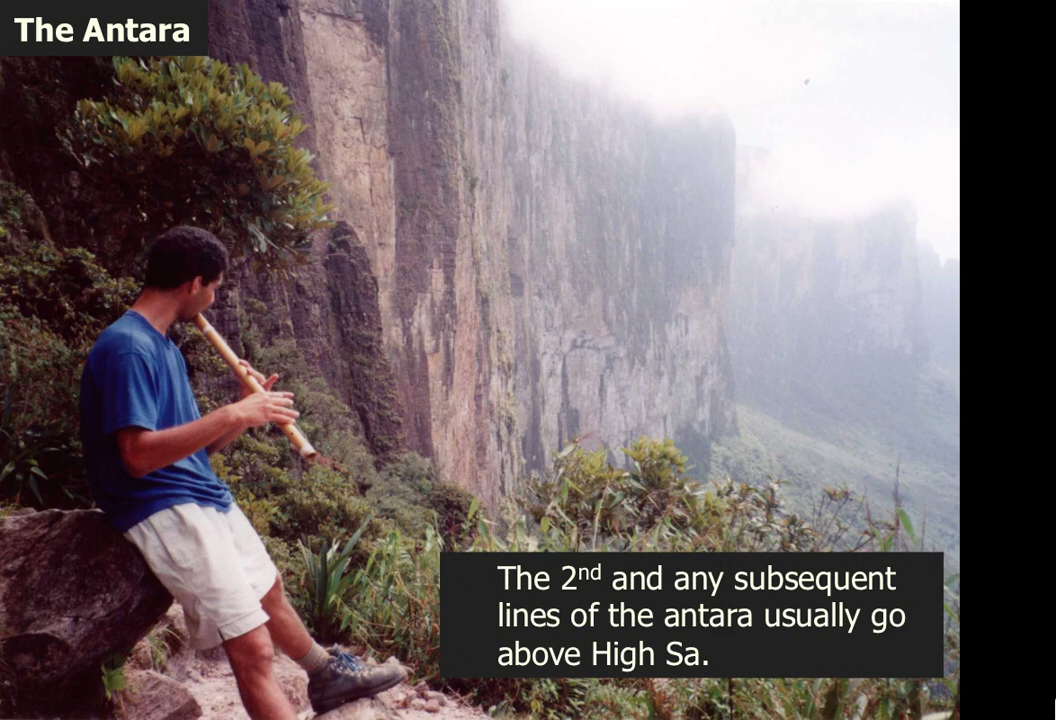 The Antara
The 2nd and any subsequent
lines of the antara usually go
above High Sa.